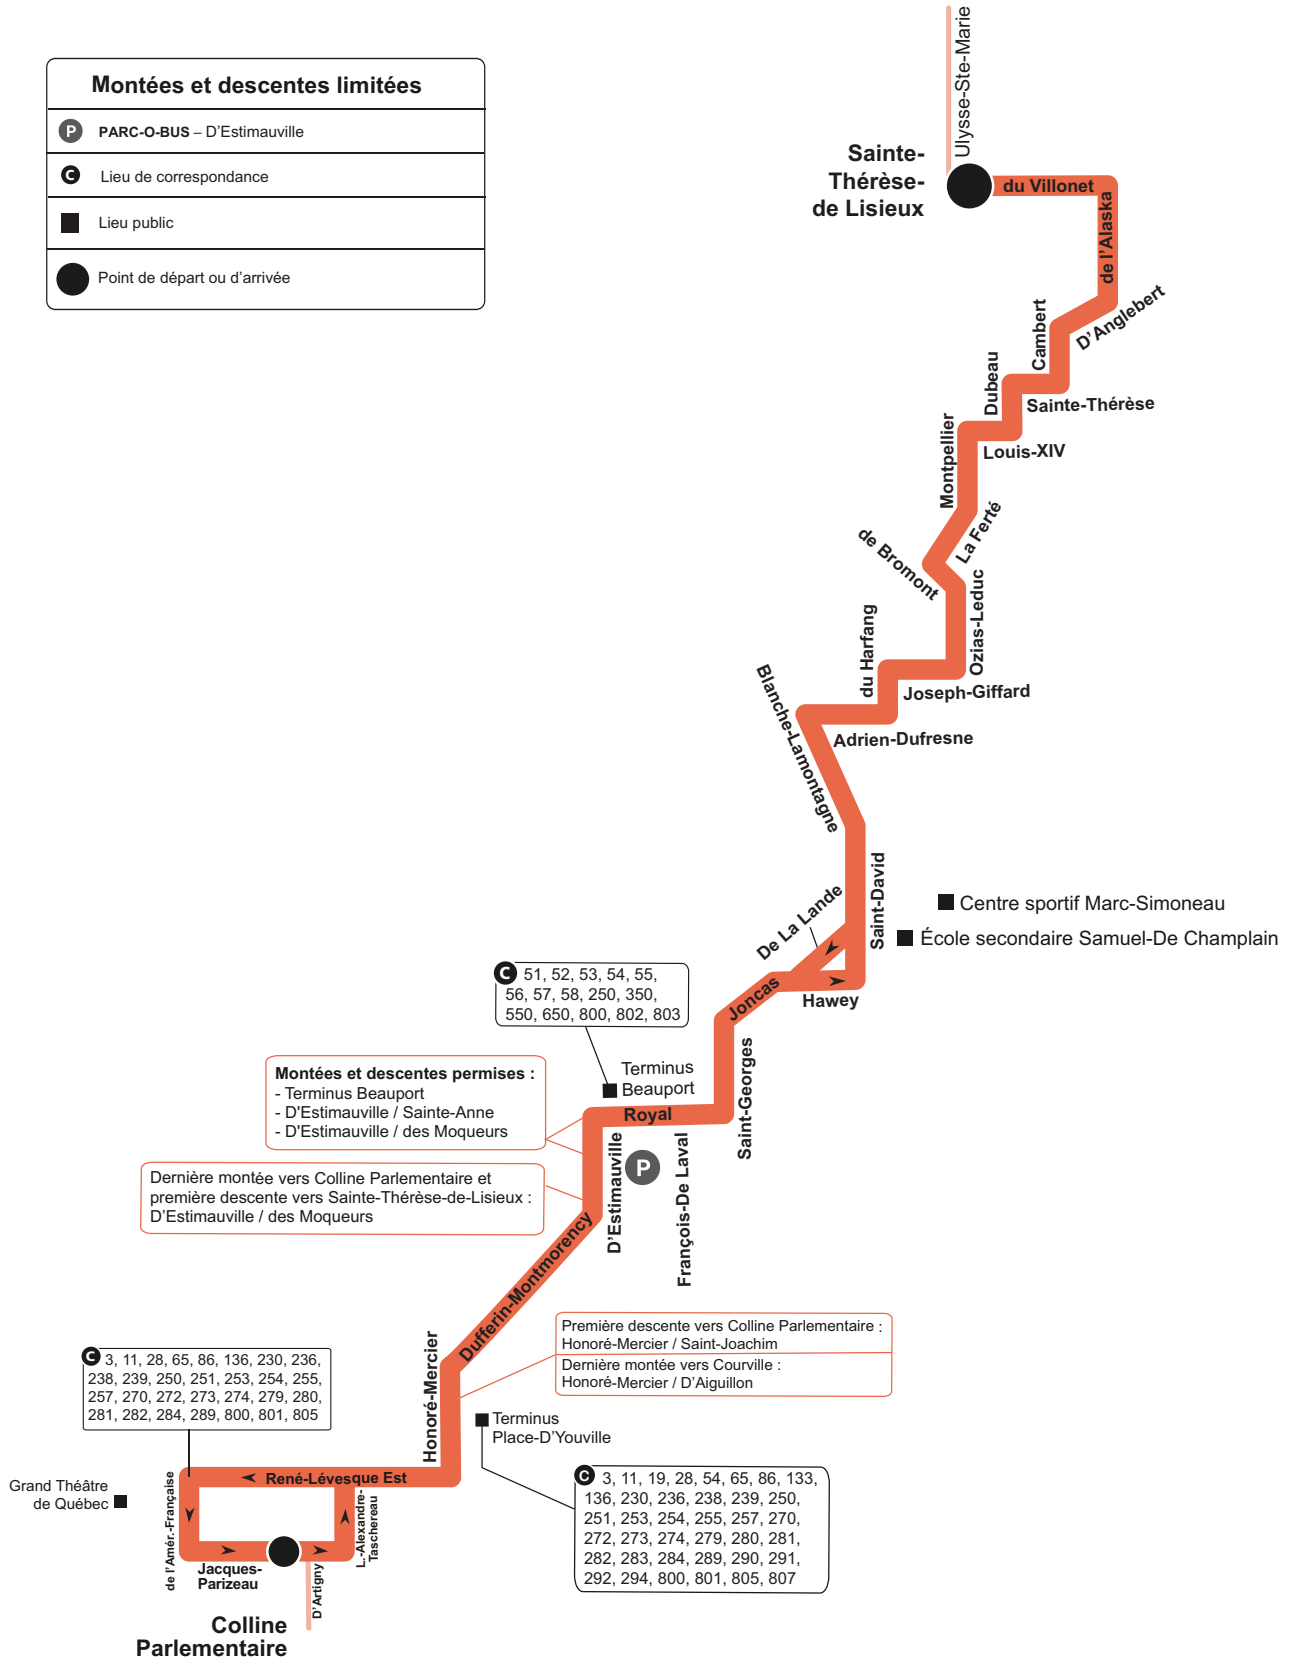 Montées et descentes limitées
P PARC-O-BUS – D'Estimauville
C Lieu de correspondance
Lieu public
Point de départ ou d'arrivée
Ulysse-Ste-Marie
Sainte-
Thérèse-
de Lisieux
du Villonet
de l'Alaska
D'Anglebert
Cambert
Sainte-Thérèse
Dubeau
Louis-XIV
Montpellier
La Ferté
de Bromont
Ozias-Leduc
du Harfang
Joseph-Giffard
Adrien-Dufresne
Blanche-Lamontagne
Saint-David
De La Lande
Centre sportif Marc-Simoneau
École secondaire Samuel-De Champlain
Hawey
Joncas
Saint-Georges
C 51, 52, 53, 54, 55,
56, 57, 58, 250, 350,
550, 650, 800, 802, 803
Terminus
Beauport
Royal
Montées et descentes permises :
- Terminus Beauport
- D'Estimauville / Sainte-Anne
- D'Estimauville / des Moqueurs
Dernière montée vers Colline Parlementaire et
première descente vers Sainte-Thérèse-de-Lisieux :
D'Estimauville / des Moqueurs
D'Estimauville
P
François-De Laval
Dufferin-Montmorency
Première descente vers Colline Parlementaire :
Honoré-Mercier / Saint-Joachim
Dernière montée vers Courville :
Honoré-Mercier / D'Aiguillon
Honoré-Mercier
C 3, 11, 28, 65, 86, 136, 230, 236,
238, 239, 250, 251, 253, 254, 255,
257, 270, 272, 273, 274, 279, 280,
281, 282, 284, 289, 800, 801, 805
Terminus
Place-D'Youville
C 3, 11, 19, 28, 54, 65, 86, 133,
136, 230, 236, 238, 239, 250,
251, 253, 254, 255, 257, 270,
272, 273, 274, 279, 280, 281,
282, 283, 284, 289, 290, 291,
292, 294, 800, 801, 805, 807
René-Lévesque Est
Grand Théâtre
de Québec
de l'Amér.-Française
L.-Alexandre-
Taschereau
Jacques-
Parizeau
D'Artigny
Colline
Parlementaire